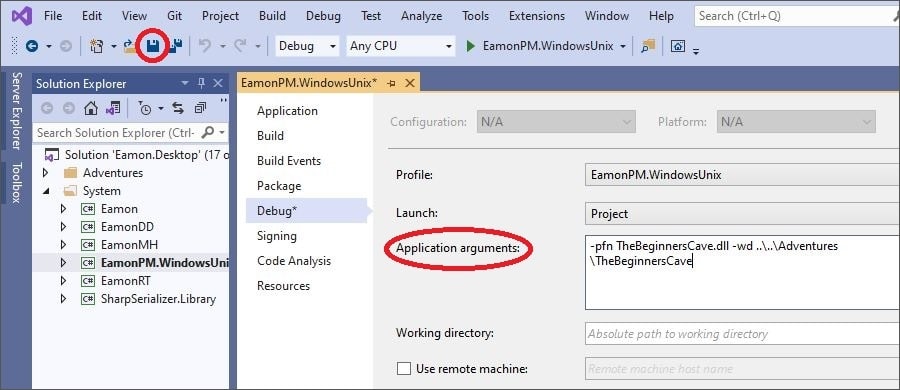 File Edit View Git Project Build Debug Test Analyze Tools Extensions Window Help Search (Ctrl+Q)
Debug Any CPU EamonPM.WindowsUnix
Server Explorer
Toolbox
Solution Explorer
Search Solution Explorer (Ctrl-
Solution 'Eamon.Desktop' (17 o
Adventures
System
C# Eamon
C# EamonDD
C# EamonMH
C# EamonPM.WindowsUni
C# EamonRT
C# SharpSerializer.Library
EamonPM.WindowsUnix*
Application
Build
Build Events
Package
Debug*
Signing
Code Analysis
Resources
Configuration: N/A Platform: N/A
Profile: EamonPM.WindowsUnix
Launch: Project
Application arguments: -pfn TheBeginnersCave.dll -wd ..\..\Adventures
\TheBeginnersCave
Working directory: Absolute path to working directory
Use remote machine: Remote machine host name